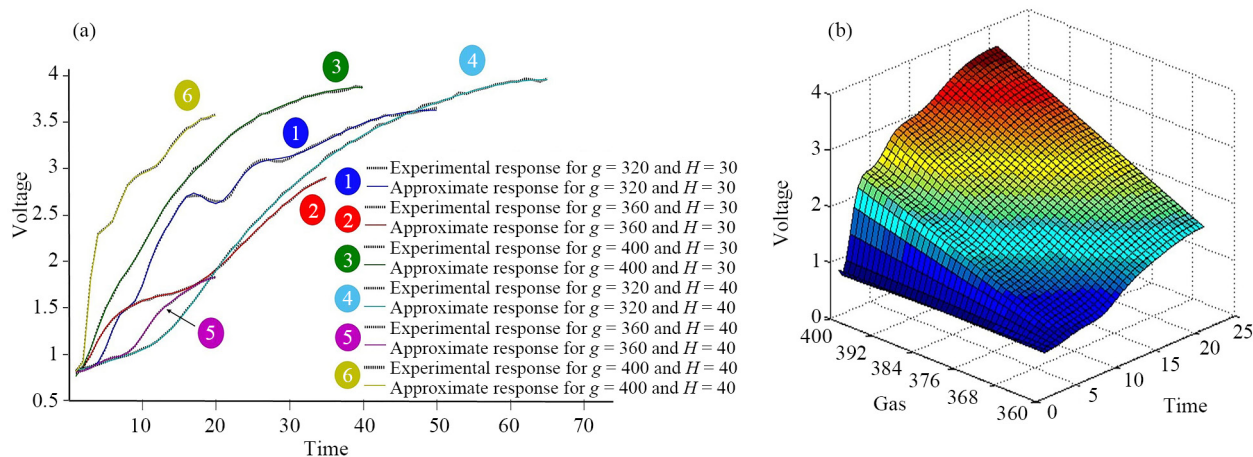 (a)
4
3.5
3
2.5
2
1.5
1
0.5
Voltage
10
20
30
40
50
60
70
Time
6
3
4
1
2
5
Experimental response for g = 320 and H = 30
1 Approximate response for g = 320 and H = 30
Experimental response for g = 360 and H = 30
2 Approximate response for g = 360 and H = 30
Experimental response for g = 400 and H = 30
3 Approximate response for g = 400 and H = 30
Experimental response for g = 320 and H = 40
4 Approximate response for g = 320 and H = 40
Experimental response for g = 360 and H = 40
5 Approximate response for g = 360 and H = 40
Experimental response for g = 400 and H = 40
6 Approximate response for g = 400 and H = 40
(b)
4
3
2
1
0
Voltage
400
392
384
376
368
360
Gas
0
5
10
15
20
25
Time